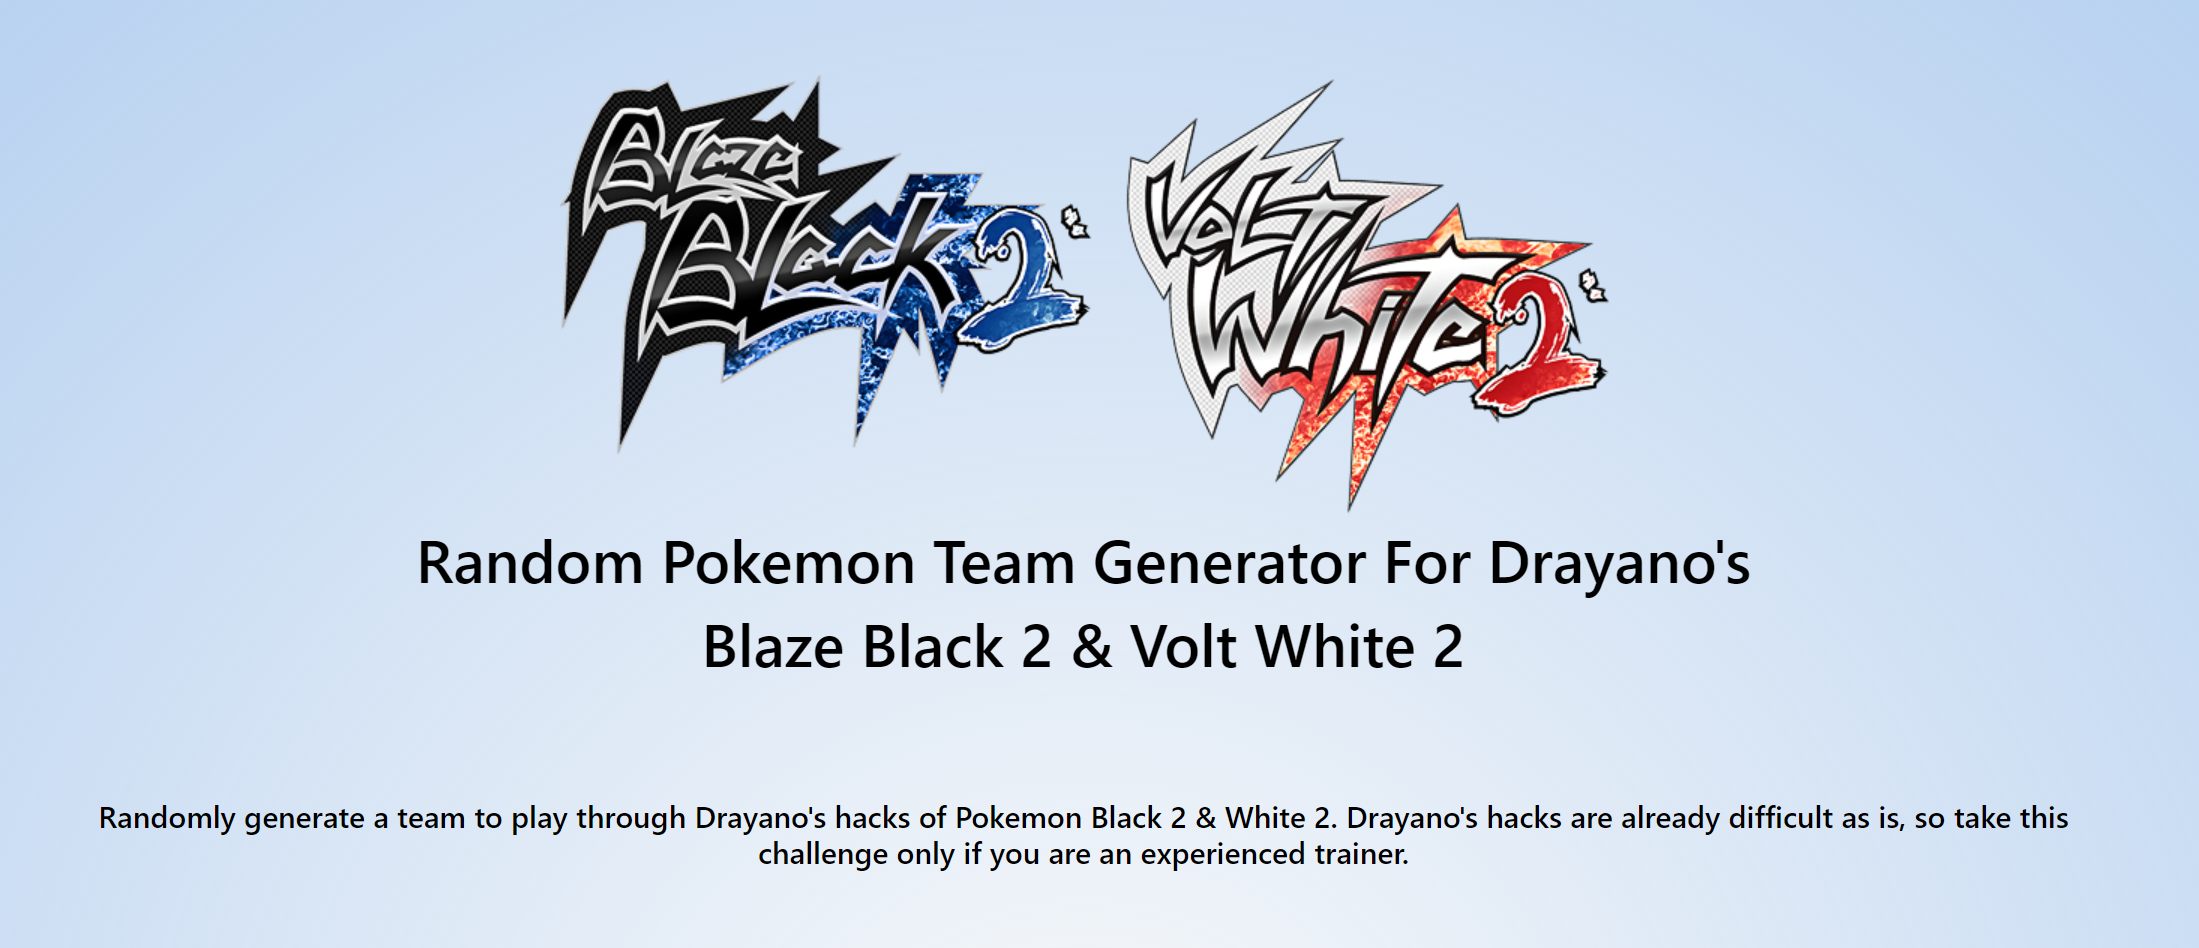 Blaze
Black 2
Volt
White 2
Random Pokemon Team Generator For Drayano's
Blaze Black 2 & Volt White 2
Randomly generate a team to play through Drayano's hacks of Pokemon Black 2 & White 2. Drayano's hacks are already difficult as is, so take this
challenge only if you are an experienced trainer.